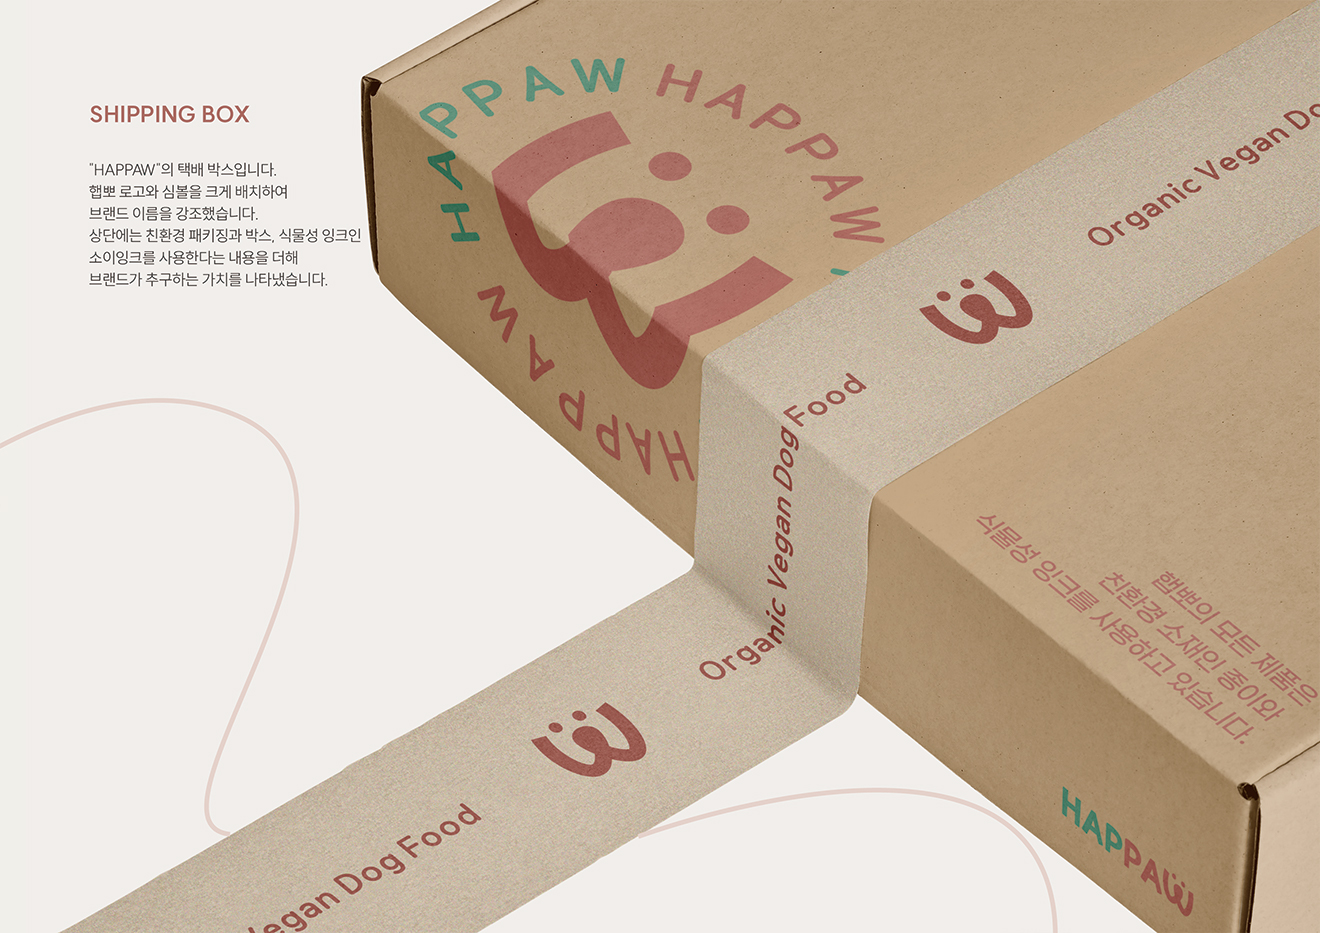 SHIPPING BOX
“HAPPAW”의 택배 박스입니다.
햅뽀 로고와 심볼을 크게 배치하여
브랜드 이름을 강조했습니다.
상단에는 친환경 패키징과 박스, 식물성 잉크인
소이잉크를 사용한다는 내용을 더해
브랜드가 추구하는 가치를 나타냈습니다.
HAPPAW
HAPPAW
HAPPAW
Organic Vegan Do
Organic Vegan Dog Food
Vegan Dog Food
햅뽀의 모든 제품은
친환경 소재인 종이와
식물성 잉크를 사용하고 있습니다.
HAPPAW